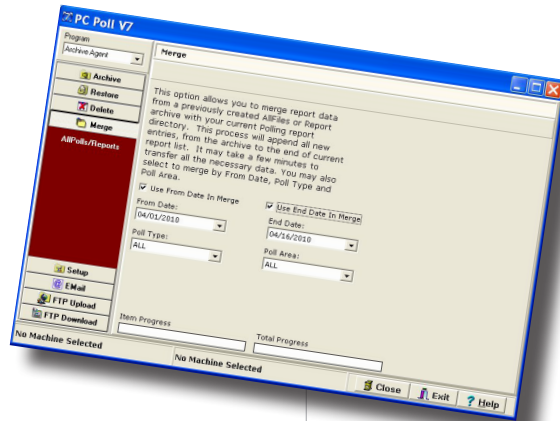 PC Poll V7
Program
Archive Agent
Archive
Restore
Delete
Merge
AllPolls/Reports
Setup
EMail
FTP Upload
FTP Download
Merge
This option allows you to merge report data
from a previously created AllFiles or Report
archive with your current Polling report
directory. This process will append all new
entries, from the archive to the end of current
report list. It may take a few minutes to
transfer all the necessary data. You may also
select to merge by From Date, Poll Type and
Poll Area.
Use From Date In Merge
Use End Date In Merge
From Date:
End Date:
04/01/2010
04/16/2010
Poll Type:
Poll Area:
ALL
ALL
Item Progress
Total Progress
No Machine Selected
No Machine Selected
Close
Exit
Help